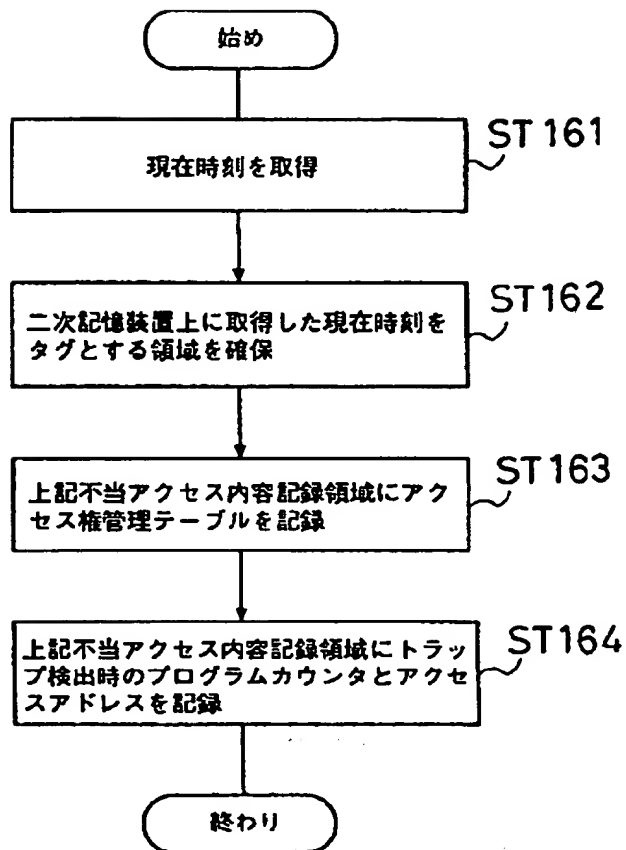 始め
ST161
現在時刻を取得
ST162
二次記憶装置上に取得した現在時刻を
タグとする領域を確保
ST163
上記不当アクセス内容記録領域にアク
セス権管理テーブルを記録
ST164
上記不当アクセス内容記録領域にトラッ
プ検出時のプログラムカウンタとアクセ
スアドレスを記録
終わり